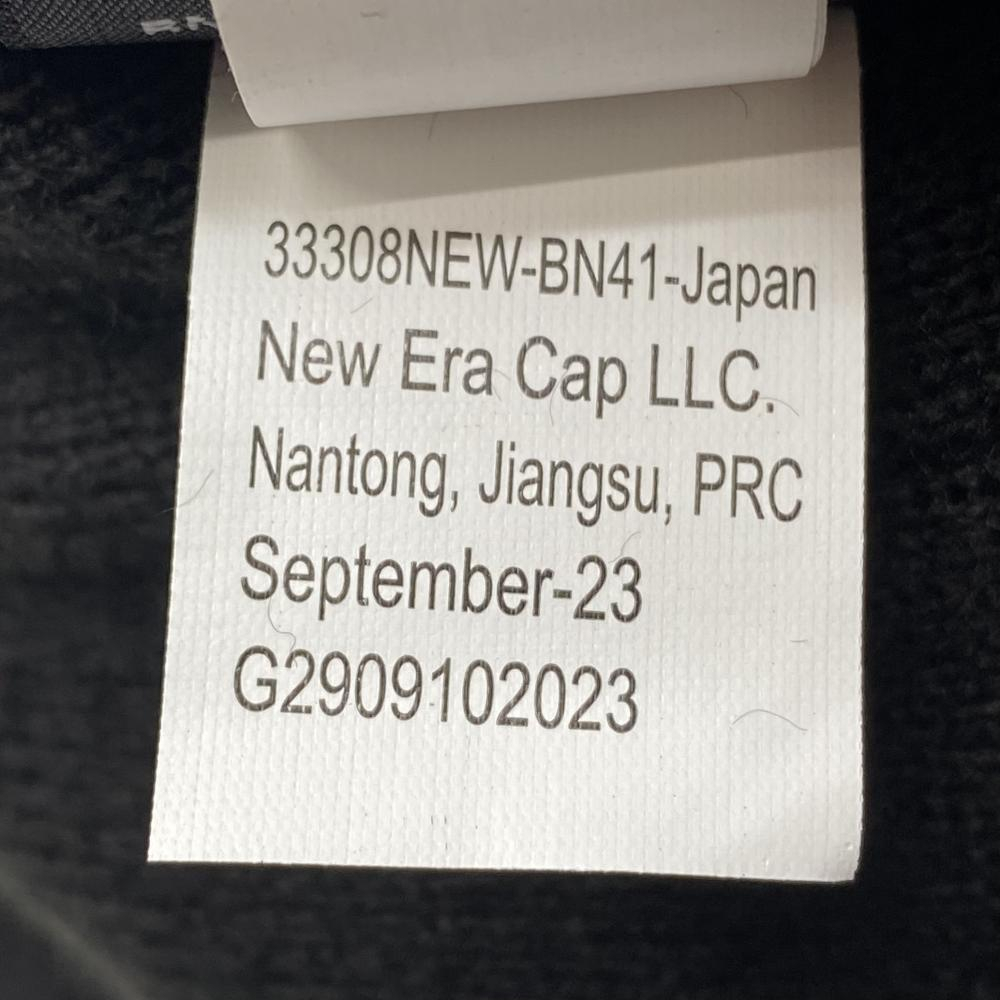 33308NEW-BN41-Japan
New Era Cap LLC.
Nantong, Jiangsu, PRC
September-23
G2909102023